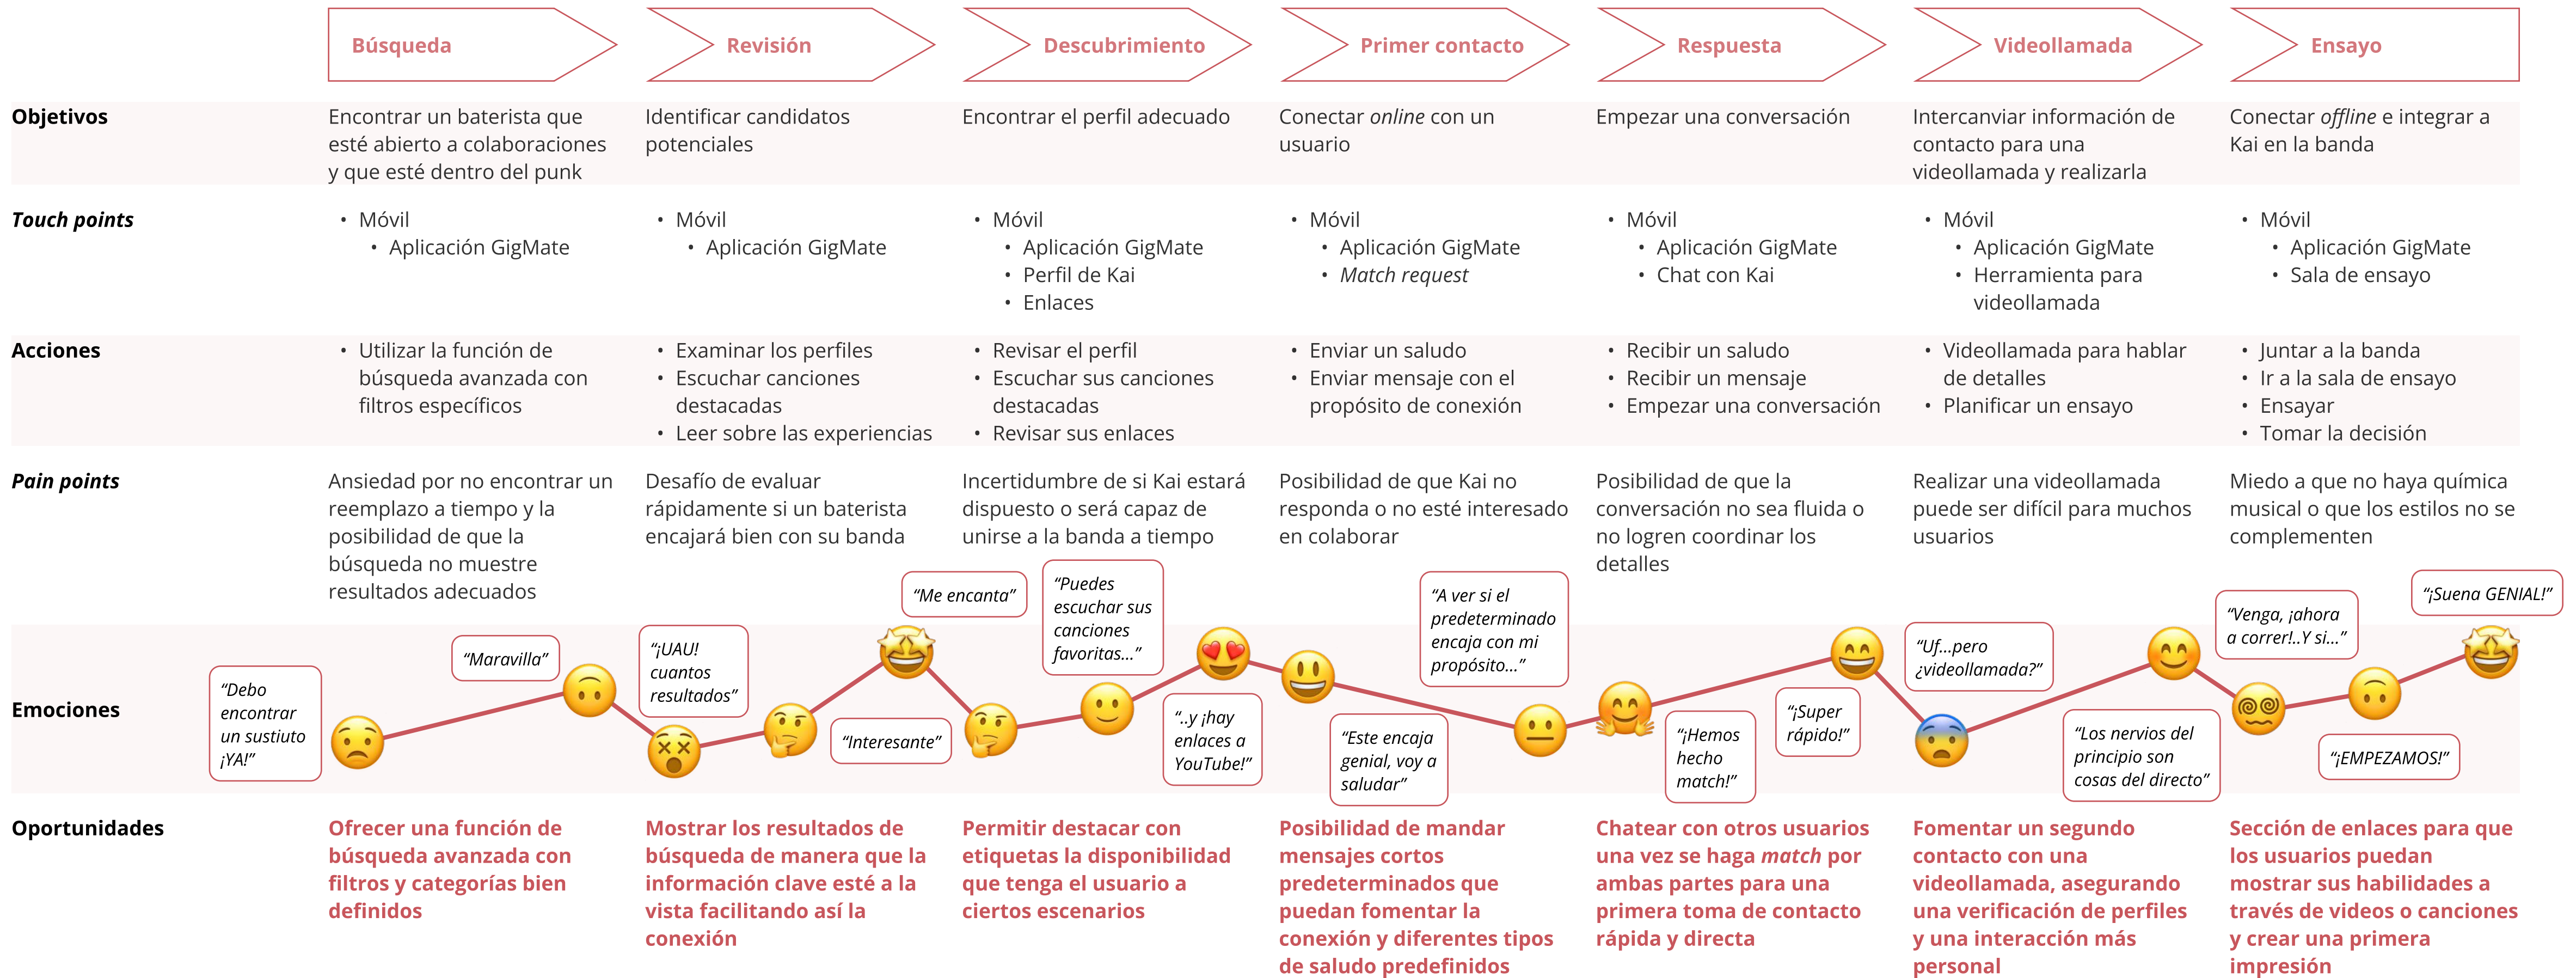 Búsqueda
Revisión
Descubrimiento
Primer contacto
Respuesta
Videollamada
Ensayo
Objetivos
Encontrar un baterista que
esté abierto a colaboraciones
y que esté dentro del punk
Identificar candidatos
potenciales
Encontrar el perfil adecuado
Conectar online con un
usuario
Empezar una conversación
Intercanviar información de
contacto para una
videollamada y realizarla
Conectar offline e integrar a
Kai en la banda
Touch points
• Móvil
• Aplicación GigMate
• Móvil
• Aplicación GigMate
• Móvil
• Aplicación GigMate
• Perfil de Kai
• Enlaces
• Móvil
• Aplicación GigMate
• Match request
• Móvil
• Aplicación GigMate
• Chat con Kai
• Móvil
• Aplicación GigMate
• Herramienta para
videollamada
• Móvil
• Aplicación GigMate
• Sala de ensayo
Acciones
• Utilizar la función de
búsqueda avanzada con
filtros específicos
• Examinar los perfiles
• Escuchar canciones
destacadas
• Leer sobre las experiencias
• Revisar el perfil
• Escuchar sus canciones
destacadas
• Revisar sus enlaces
• Enviar un saludo
• Enviar mensaje con el
propósito de conexión
• Recibir un saludo
• Recibir un mensaje
• Empezar una conversación
• Videollamada para hablar
de detalles
• Planificar un ensayo
• Juntar a la banda
• Ir a la sala de ensayo
• Ensayar
• Tomar la decisión
Pain points
Ansiedad por no encontrar un
reemplazo a tiempo y la
posibilidad de que la
búsqueda no muestre
resultados adecuados
Desafío de evaluar
rápidamente si un baterista
encajará bien con su banda
Incertidumbre de si Kai estará
dispuesto o será capaz de
unirse a la banda a tiempo
Posibilidad de que Kai no
responda o no esté interesado
en colaborar
Posibilidad de que la
conversación no sea fluida o
no logren coordinar los
detalles
Realizar una videollamada
puede ser difícil para muchos
usuarios
Miedo a que no haya química
musical o que los estilos no se
complementen
Emociones
“Debo
encontrar
un sustiuto
¡YA!”
“Maravilla”
“¡UAU!
cuantos
resultados”
“Interesante”
“Me encanta”
“Puedes
escuchar sus
canciones
favoritas...”
“..y ¡hay
enlaces a
YouTube!”
“Este encaja
genial, voy a
saludar”
“A ver si el
predeterminado
encaja con mi
propósito...”
“¡Hemos
hecho
match!”
“¡Super
rápido!”
“Uf...pero
¿videollamada?”
“Los nervios del
principio son
cosas del directo”
“Venga, ¡ahora
a correr!..Y si...”
“¡EMPEZAMOS!”
“¡Suena GENIAL!”
Oportunidades
Ofrecer una función de
búsqueda avanzada con
filtros y categorías bien
definidos
Mostrar los resultados de
búsqueda de manera que la
información clave esté a la
vista facilitando así la
conexión
Permitir destacar con
etiquetas la disponibilidad
que tenga el usuario a
ciertos escenarios
Posibilidad de mandar
mensajes cortos
predeterminados que
puedan fomentar la
conexión y diferentes tipos
de saludo predefinidos
Chatear con otros usuarios
una vez se haga match por
ambas partes para una
primera toma de contacto
rápida y directa
Fomentar un segundo
contacto con una
videollamada, asegurando
una verificación de perfiles
y una interacción más
personal
Sección de enlaces para que
los usuarios puedan
mostrar sus habilidades a
través de videos o canciones
y crear una primera
impresión